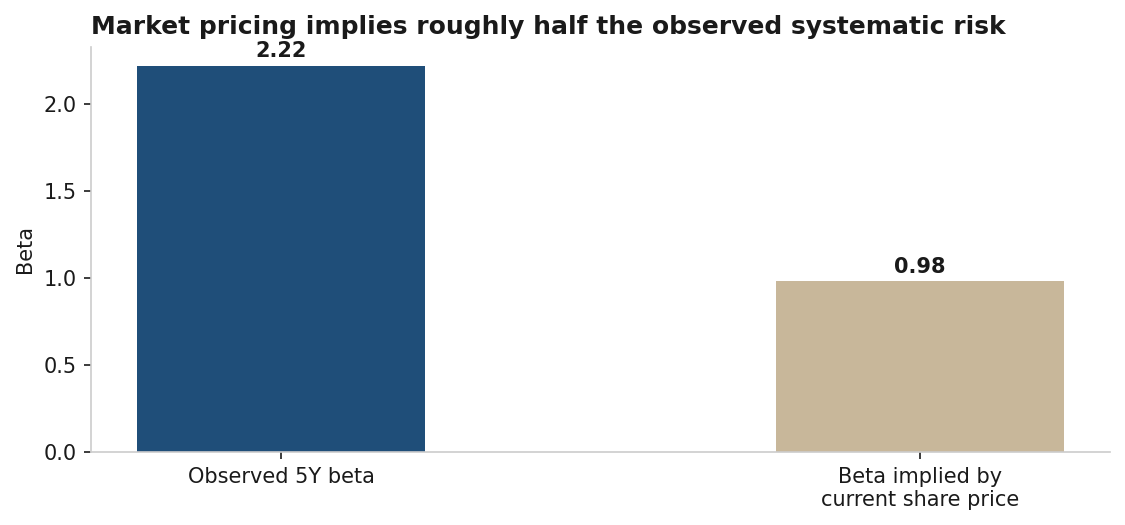 Market pricing implies roughly half the observed systematic risk
2.22
2.0
1.5
1.0
0.5
0.0
Beta
0.98
Observed 5Y beta
Beta implied by
current share price